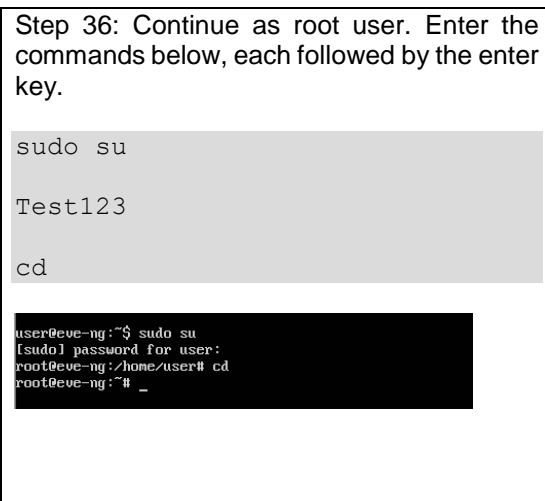 Step 36: Continue as root user. Enter the
commands below, each followed by the enter
key.
sudo su
Test123
cd
user@eve-ng:~$ sudo su
[sudo] password for user:
root@eve-ng:/home/user# cd
root@eve-ng:~# _